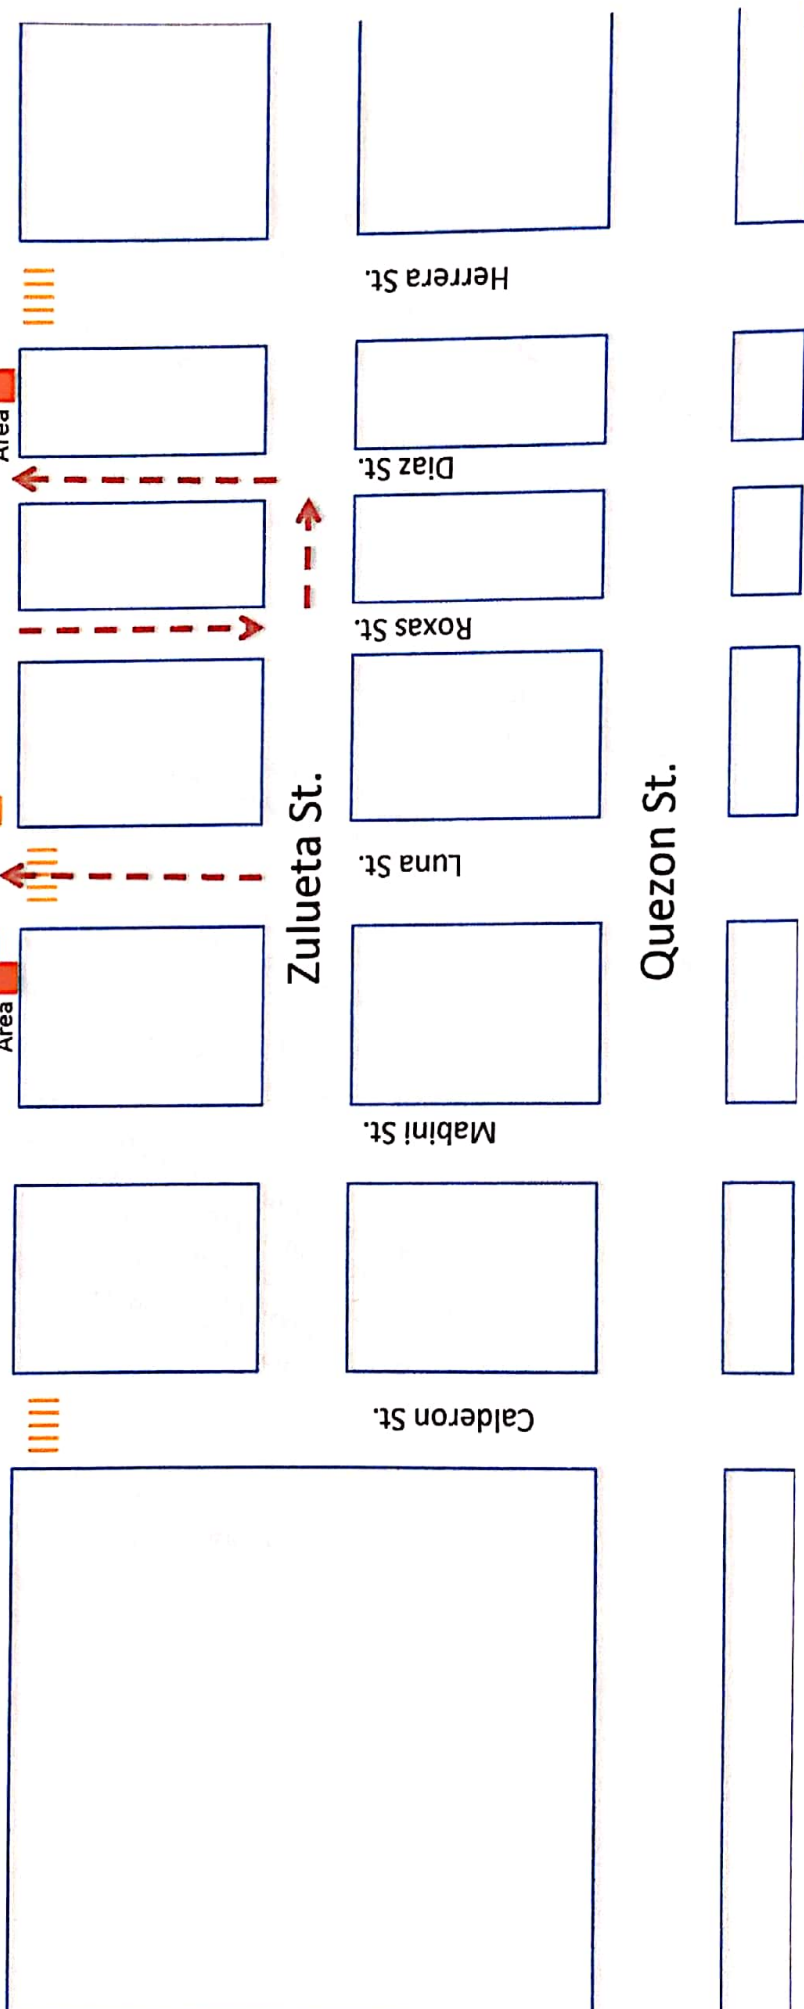 Herrera St.
Area
Diaz St.
Roxas St.
Zulueta St.
Luna St.
Quezon St.
Area
Mabini St.
Calderon St.